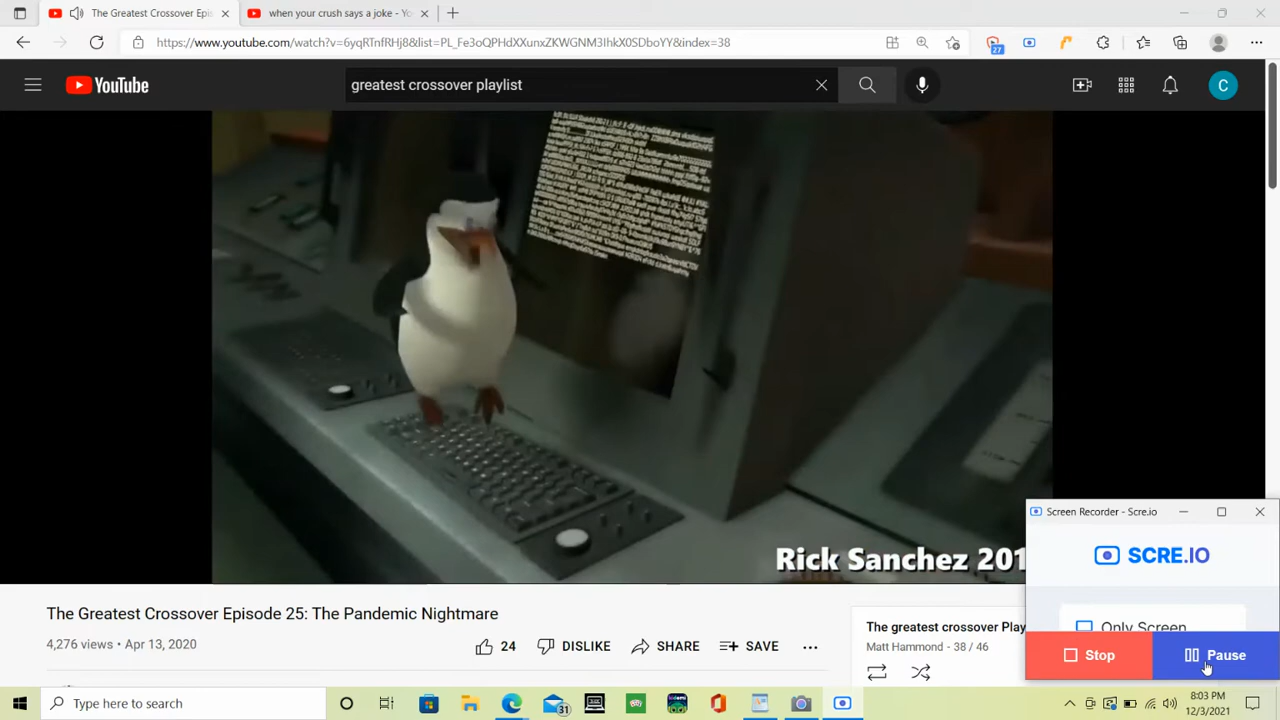 The Greatest Crossover Epi
when your crush says a joke - Yo
https://www.youtube.com/watch?v=6yqRTnfRHj8&list=PL_Fe3oQPHdXXunxZKWGNM3IhkX0SDboYY&index=38
27
YouTube
greatest crossover playlist
C
Rick Sanchez 201
Screen Recorder - Scre.io
SCRE.IO
Only Screen
Stop
Pause
The Greatest Crossover Episode 25: The Pandemic Nightmare
4,276 views • Apr 13, 2020
24
DISLIKE
SHARE
SAVE
The greatest crossover Play
Matt Hammond - 38 / 46
Type here to search
31
8:03 PM
12/3/2021